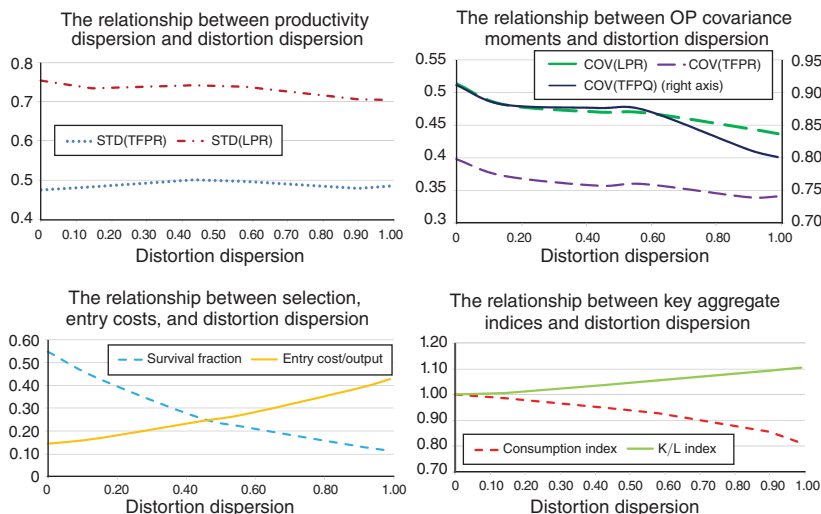 The relationship between productivity
dispersion and distortion dispersion
0.8
0.7
0.6
0.5
0.4
STD(TFPR) STD(LPR)
0 0.10 0.20 0.30 0.40 0.50 0.60 0.70 0.80 0.90 1.00
Distortion dispersion
The relationship between OP covariance
moments and distortion dispersion
0.55
0.5
0.45
0.4
0.35
0.3
COV(LPR) COV(TFPR)
COV(TFPQ) (right axis)
0.95
0.90
0.85
0.80
0.75
0.70
0.00 0.20 0.40 0.60 0.80 1.00
Distortion dispersion
The relationship between selection,
entry costs, and distortion dispersion
0.60
0.50
0.40
0.30
0.20
0.10
0
Survival fraction Entry cost/output
0.00 0.20 0.40 0.60 0.80 1.00
Distortion dispersion
The relationship between key aggregate
indices and distortion dispersion
1.20
1.10
1.00
0.90
0.80
0.70
Consumption index K/L index
0.00 0.10 0.20 0.30 0.40 0.50 0.60 0.70 0.80 0.90 1.00
Distortion dispersion